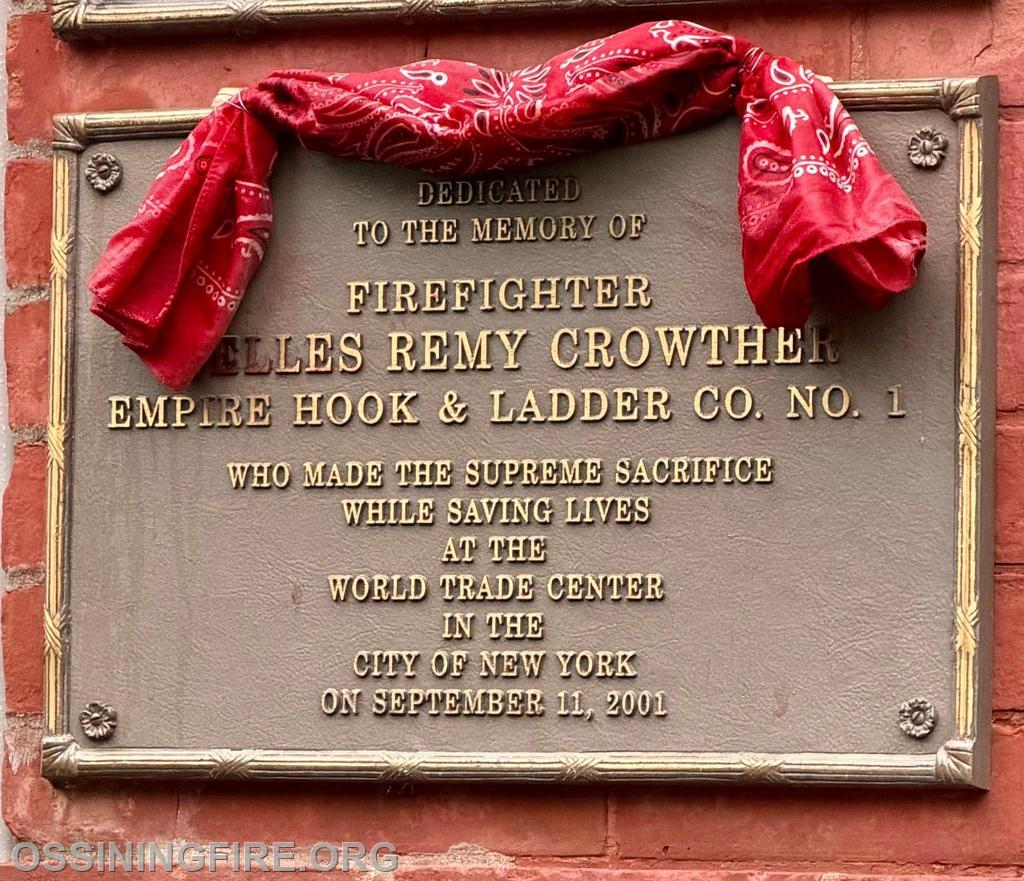 DEDICATED
TO THE MEMORY OF
FIREFIGHTER
ELLES REMY CROWTHER
EMPIRE HOOK & LADDER CO. NO. 1
WHO MADE THE SUPREME SACRIFICE
WHILE SAVING LIVES
AT THE
WORLD TRADE CENTER
IN THE
CITY OF NEW YORK
ON SEPTEMBER 11, 2001
OSSININGFIRE.ORG